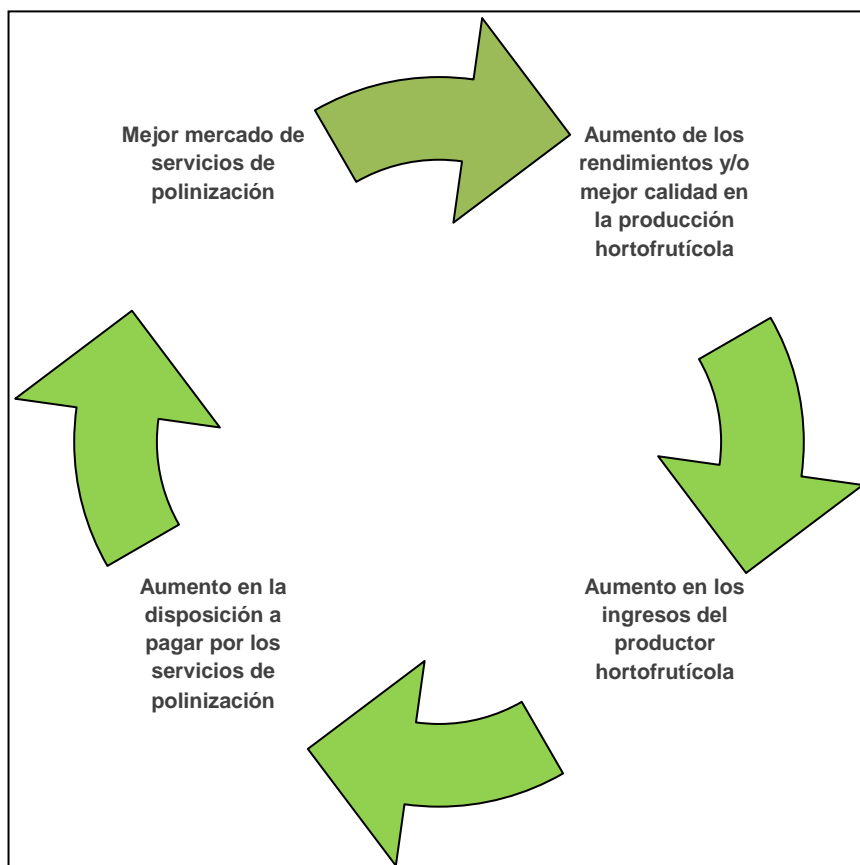 Mejor mercado de
servicios de
polinización
Aumento de los
rendimientos y/o
mejor calidad en
la producción
hortofrutícola
Aumento en los
ingresos del
productor
hortofrutícola
Aumento en la
disposición a
pagar por los
servicios de
polinización